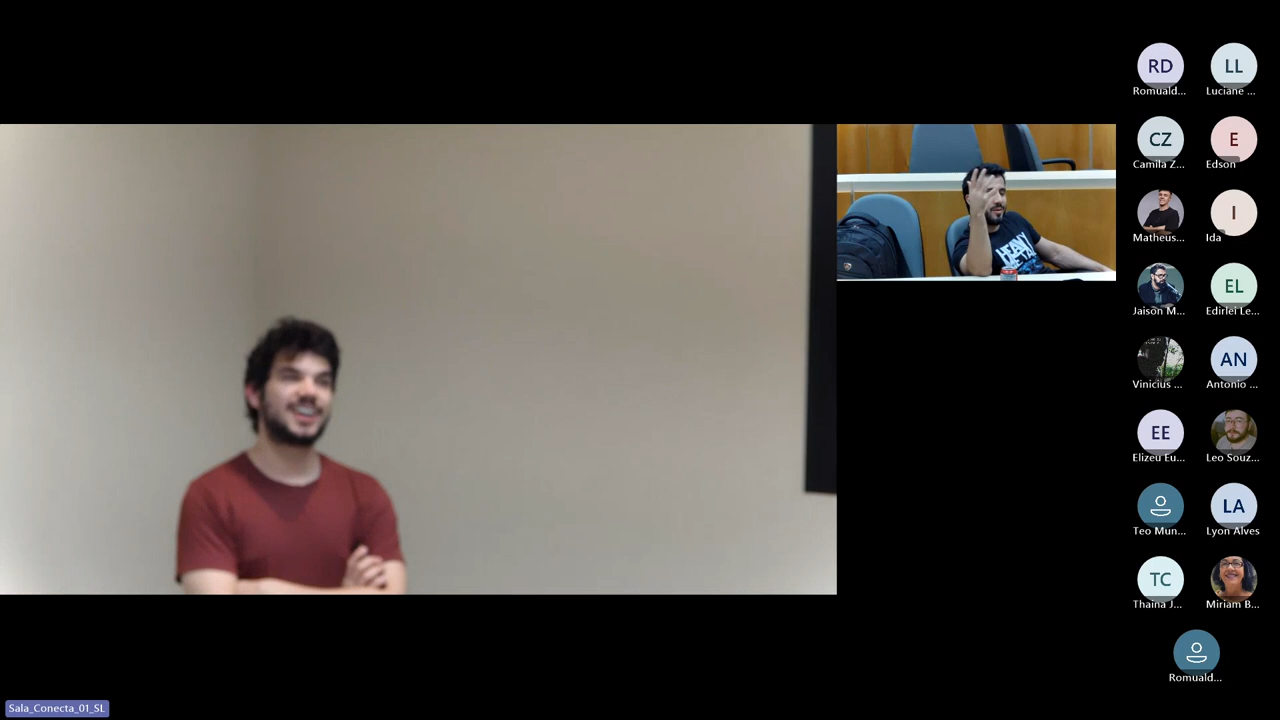 RD
LL
Romuald...
Luciane ...
CZ
E
Camila Z...
Edson
I
Matheus...
Ida
EL
Jaison M...
Edirlei Le...
AN
Vinicius ...
Antonio ...
EE
Elizeu Eu...
Leo Souz...
LA
Teo Mun...
Lyon Alves
TC
Thaina J...
Miriam B...
Romuald...
HEAVY
Sala_Conecta_01_SL